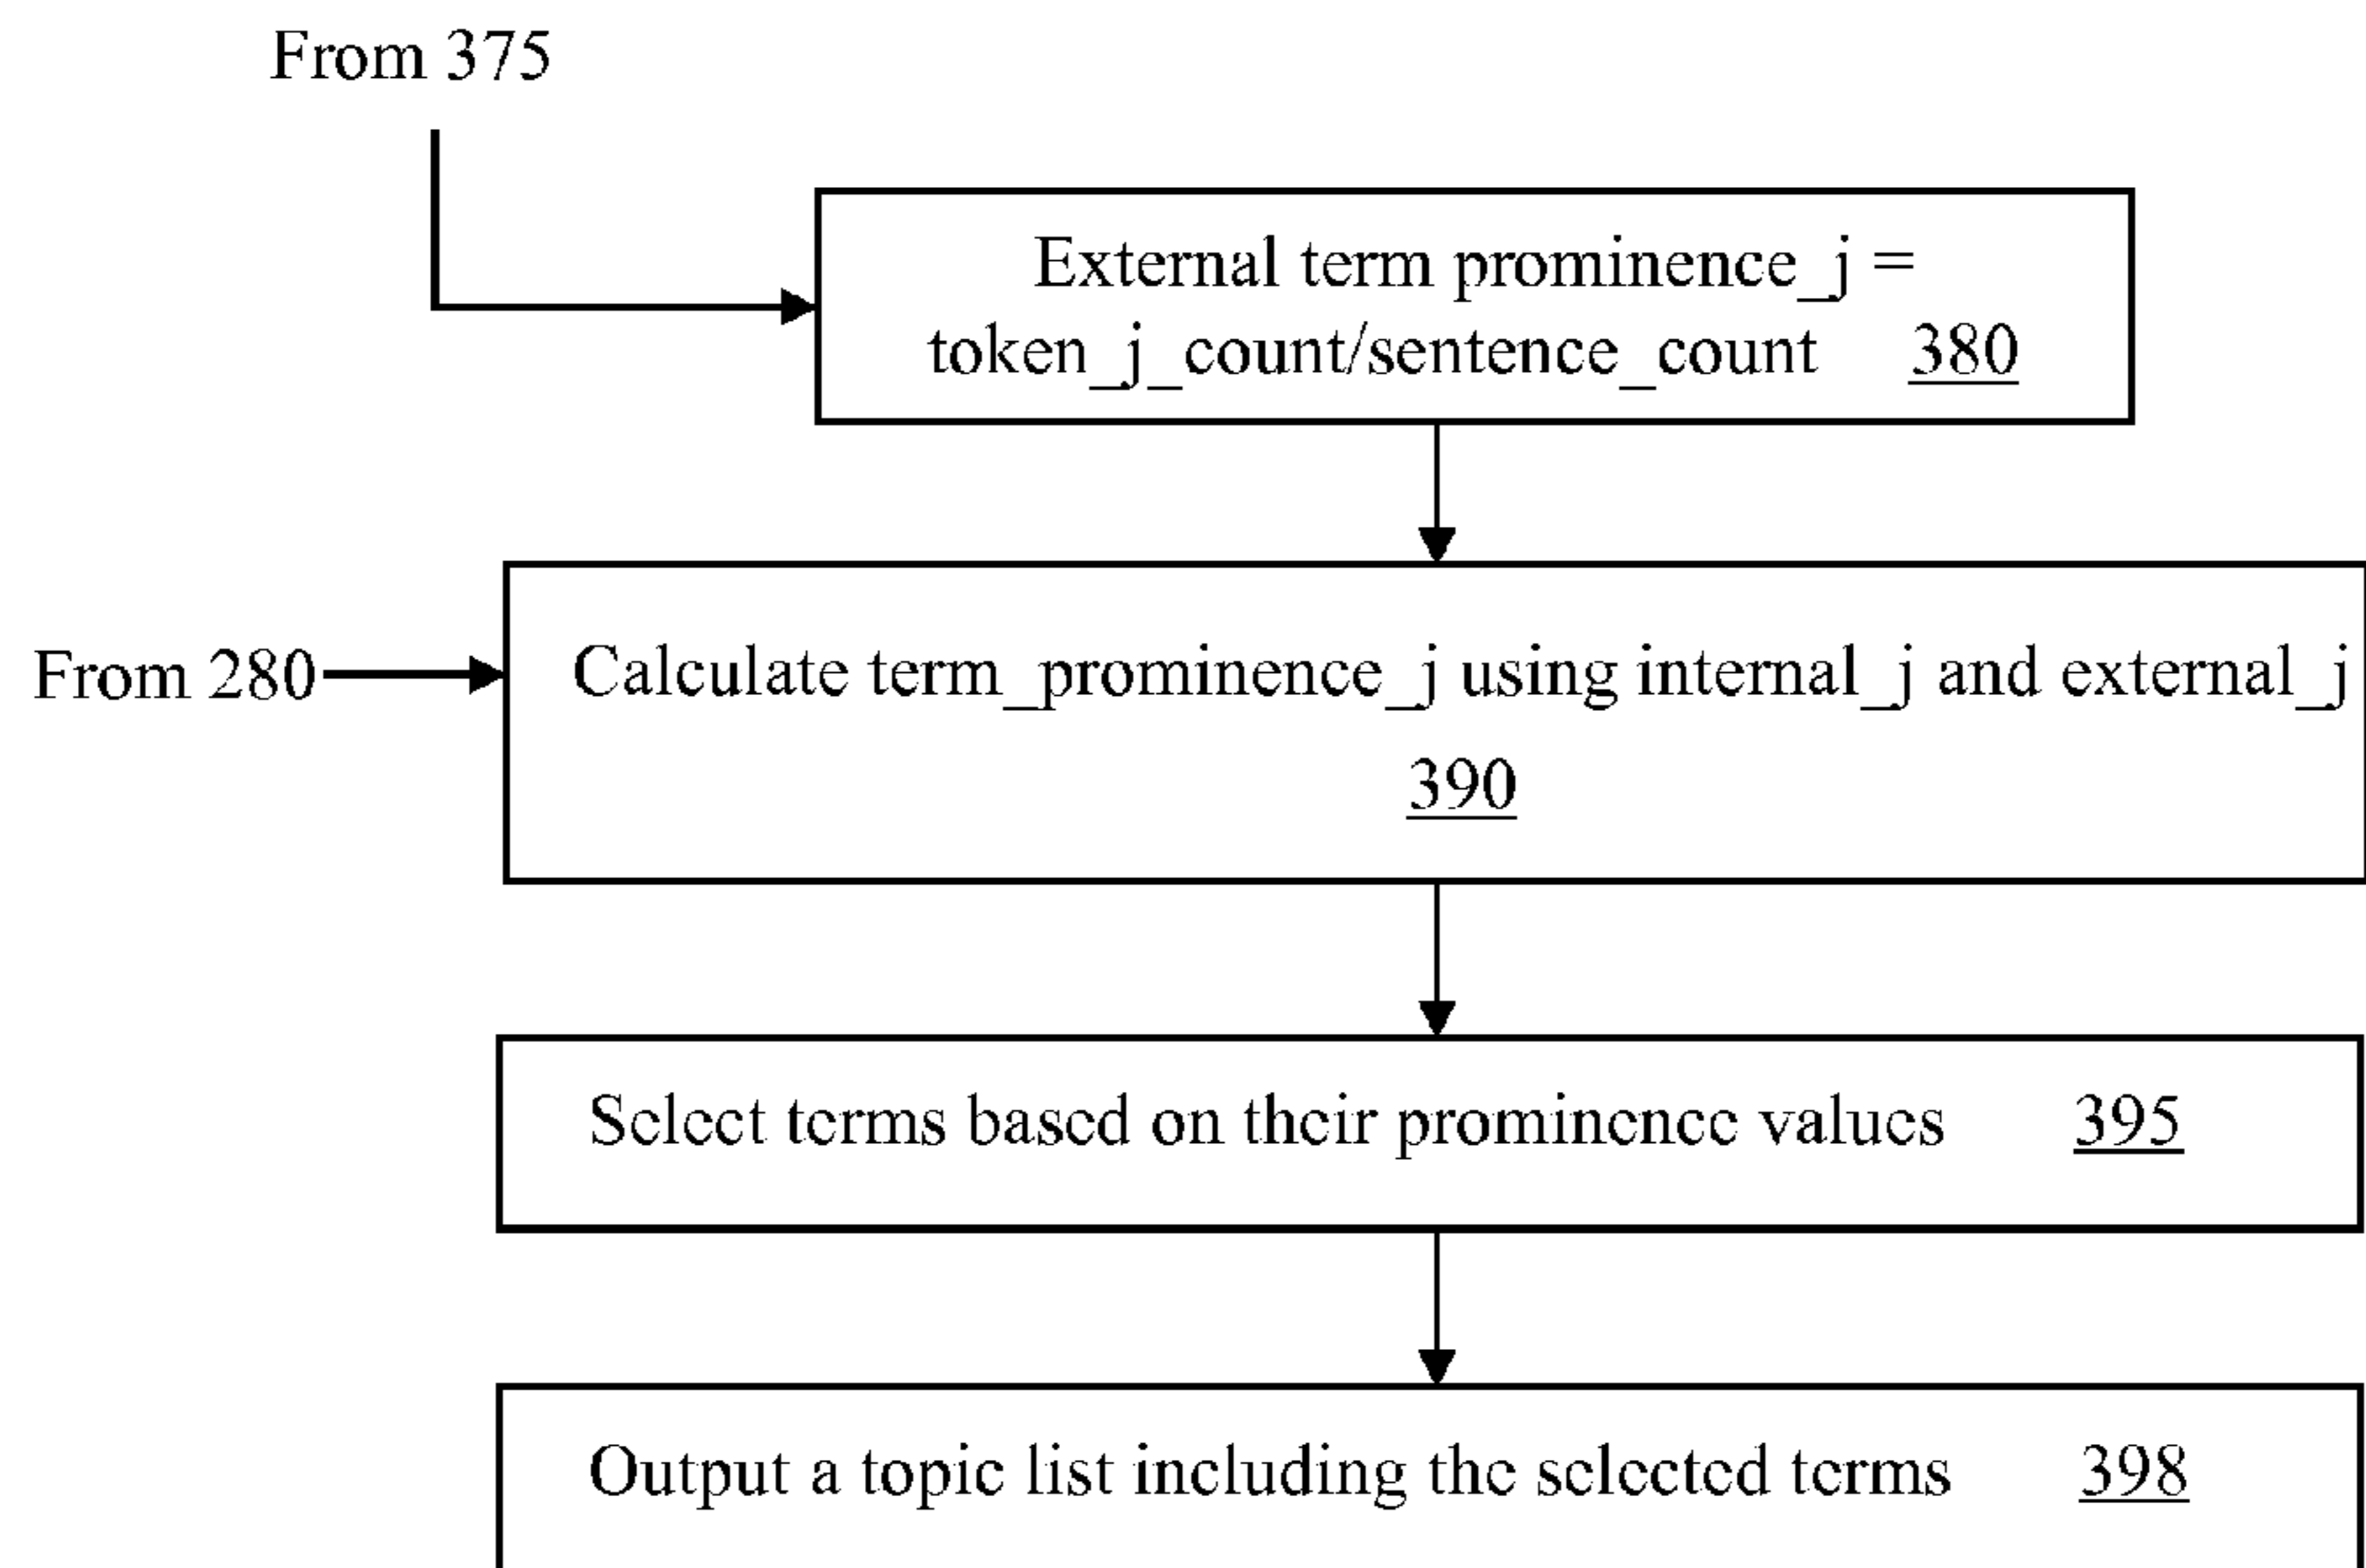 From 375
External term prominence_j =
token_j_count/sentence_count 380
From 280
Calculate term_prominence_j using internal_j and external_j
390
Select terms based on their prominence values 395
Output a topic list including the selected terms 398